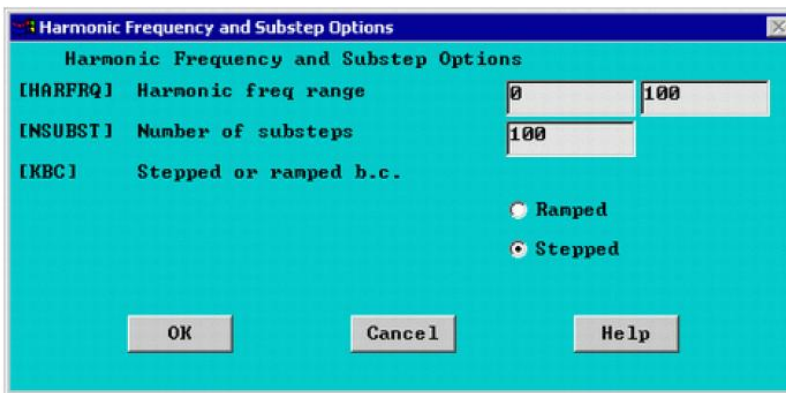 Harmonic Frequency and Substep Options
Harmonic Frequency and Substep Options
[HARFRQ] Harmonic freq range 0 100
[NSUBST] Number of substeps 100
[KBC] Stepped or ramped b.c.
Ramped
Stepped
OK Cancel Help